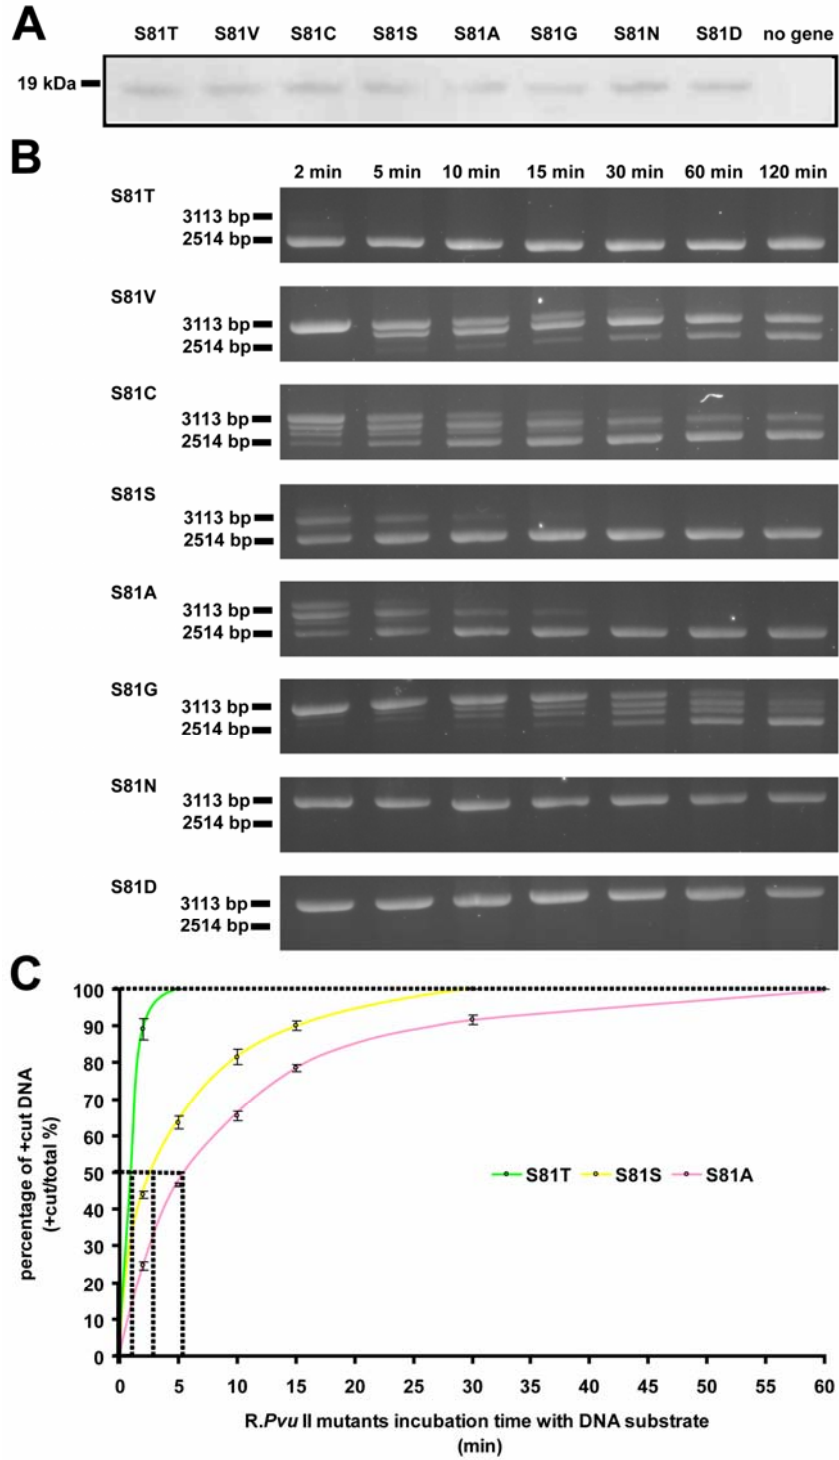 A
S81T S81V S81C S81S S81A S81G S81N S81D no gene
19 kDa
B
2 min 5 min 10 min 15 min 30 min 60 min 120 min
S81T
3113 bp
2514 bp
S81V
3113 bp
2514 bp
S81C
3113 bp
2514 bp
S81S
3113 bp
2514 bp
S81A
3113 bp
2514 bp
S81G
3113 bp
2514 bp
S81N
3113 bp
2514 bp
S81D
3113 bp
2514 bp
C
percentage of +cut DNA
(+cut/total %)
100
90
80
70
60
50
40
30
20
10
0
S81T S81S S81A
0 5 10 15 20 25 30 35 40 45 50 55 60
R.Pvu II mutants incubation time with DNA substrate
(min)